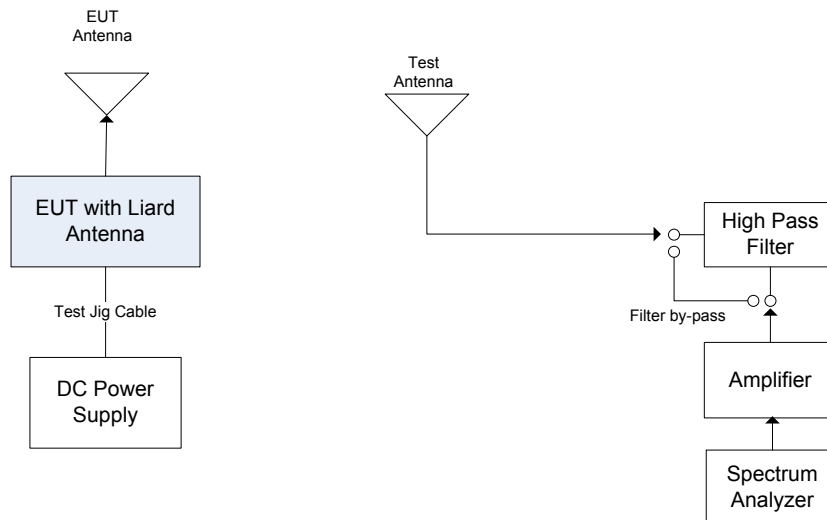 EUT
Antenna
EUT with Liard
Antenna
Test Jig Cable
DC Power
Supply
Test
Antenna
High Pass
Filter
Filter by-pass
Amplifier
Spectrum
Analyzer